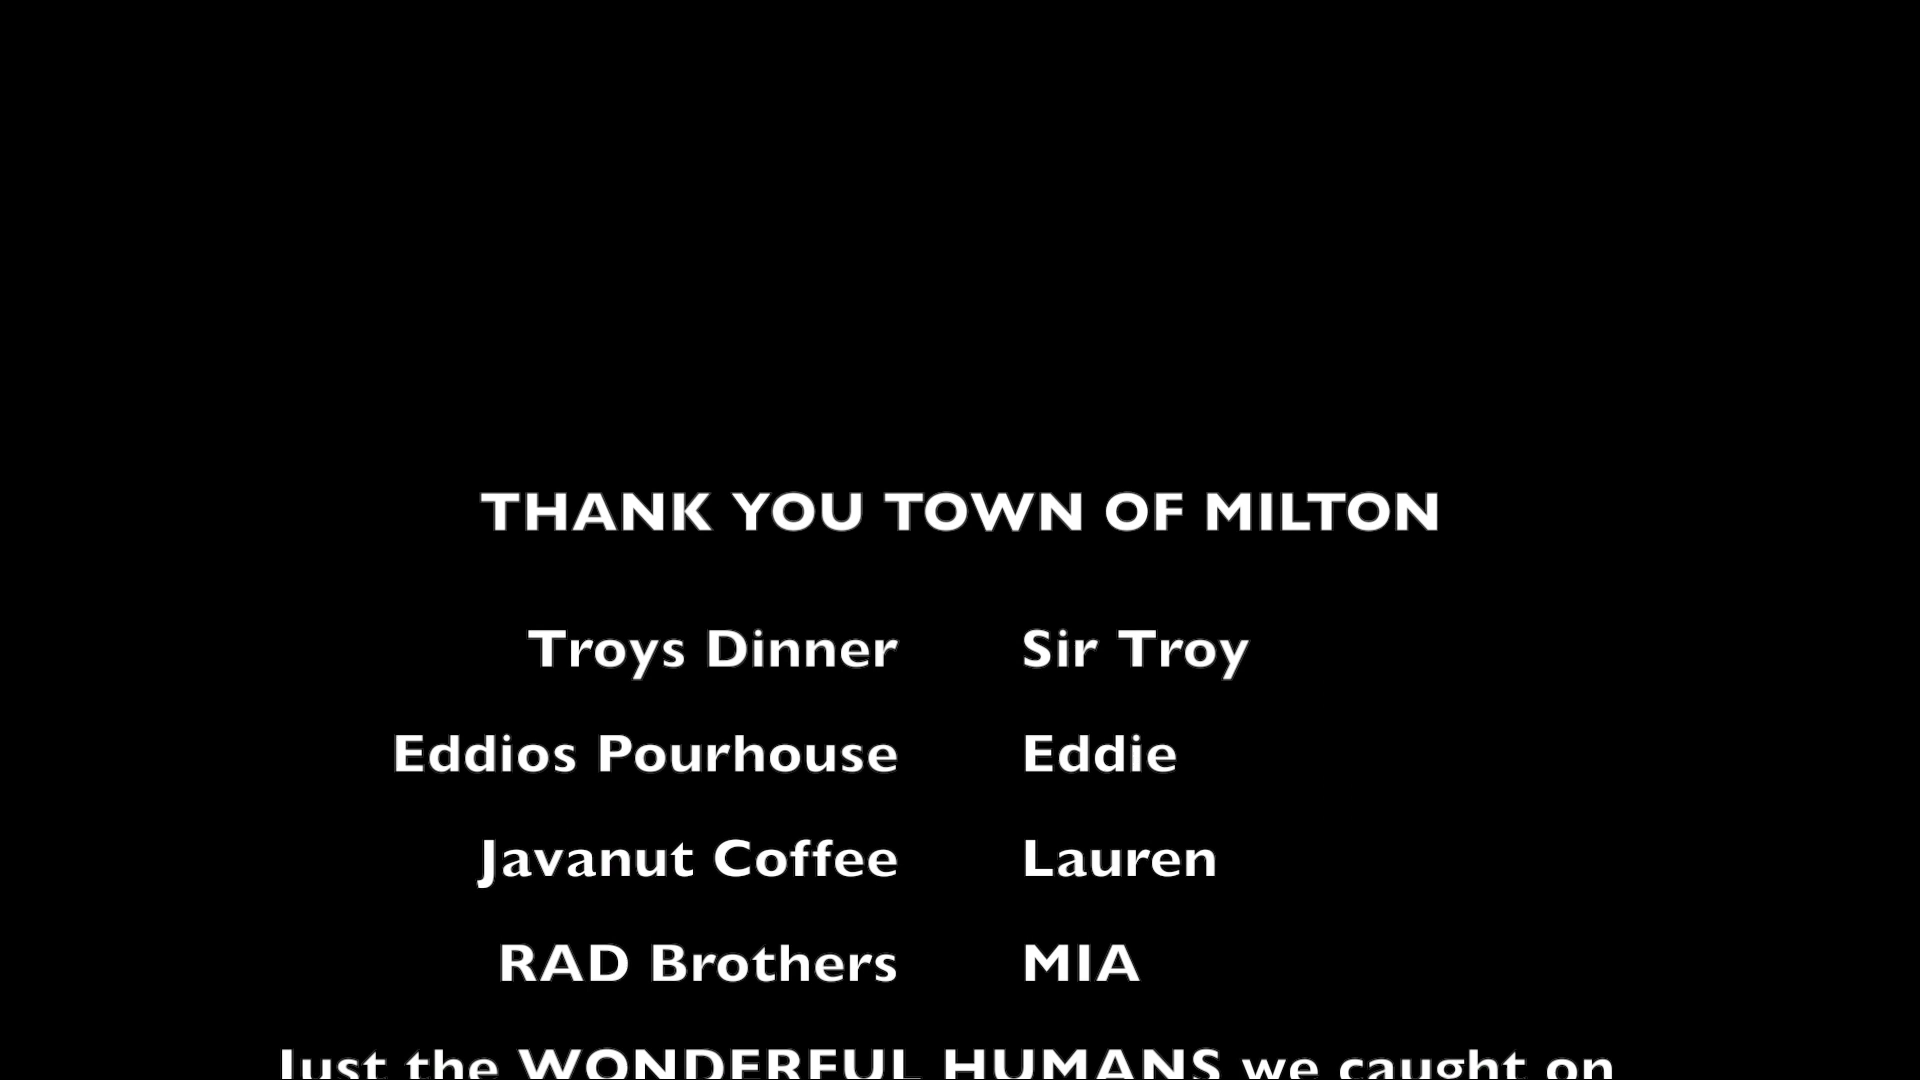 THANK YOU TOWN OF MILTON
Troys Dinner Sir Troy
Eddios Pourhouse Eddie
Javanut Coffee Lauren
RAD Brothers MIA
Just the WONDERFUL HUMANS we caught on